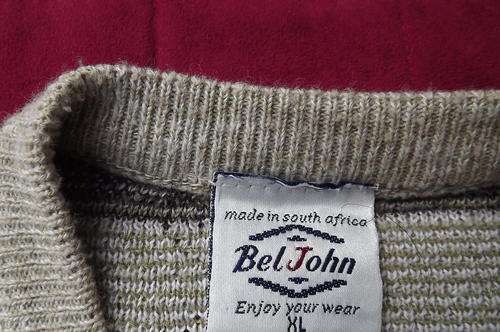 made in south africa
BelJohn
Enjoy your wear
XL